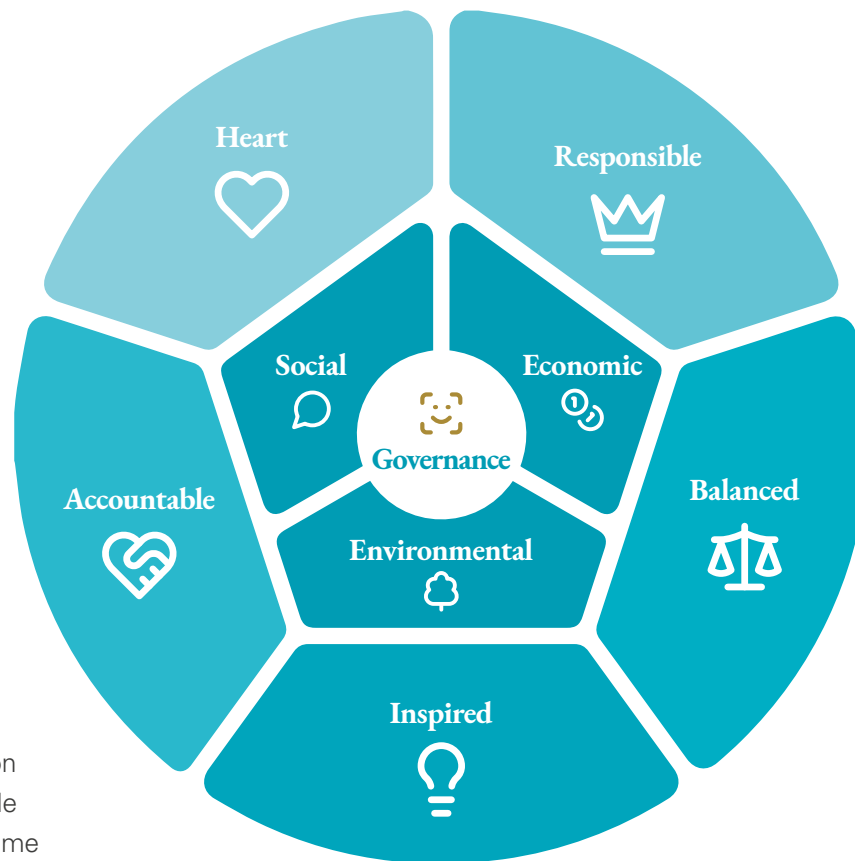 Heart
Responsible
Social
Economic
Governance
Accountable
Balanced
Environmental
Inspired